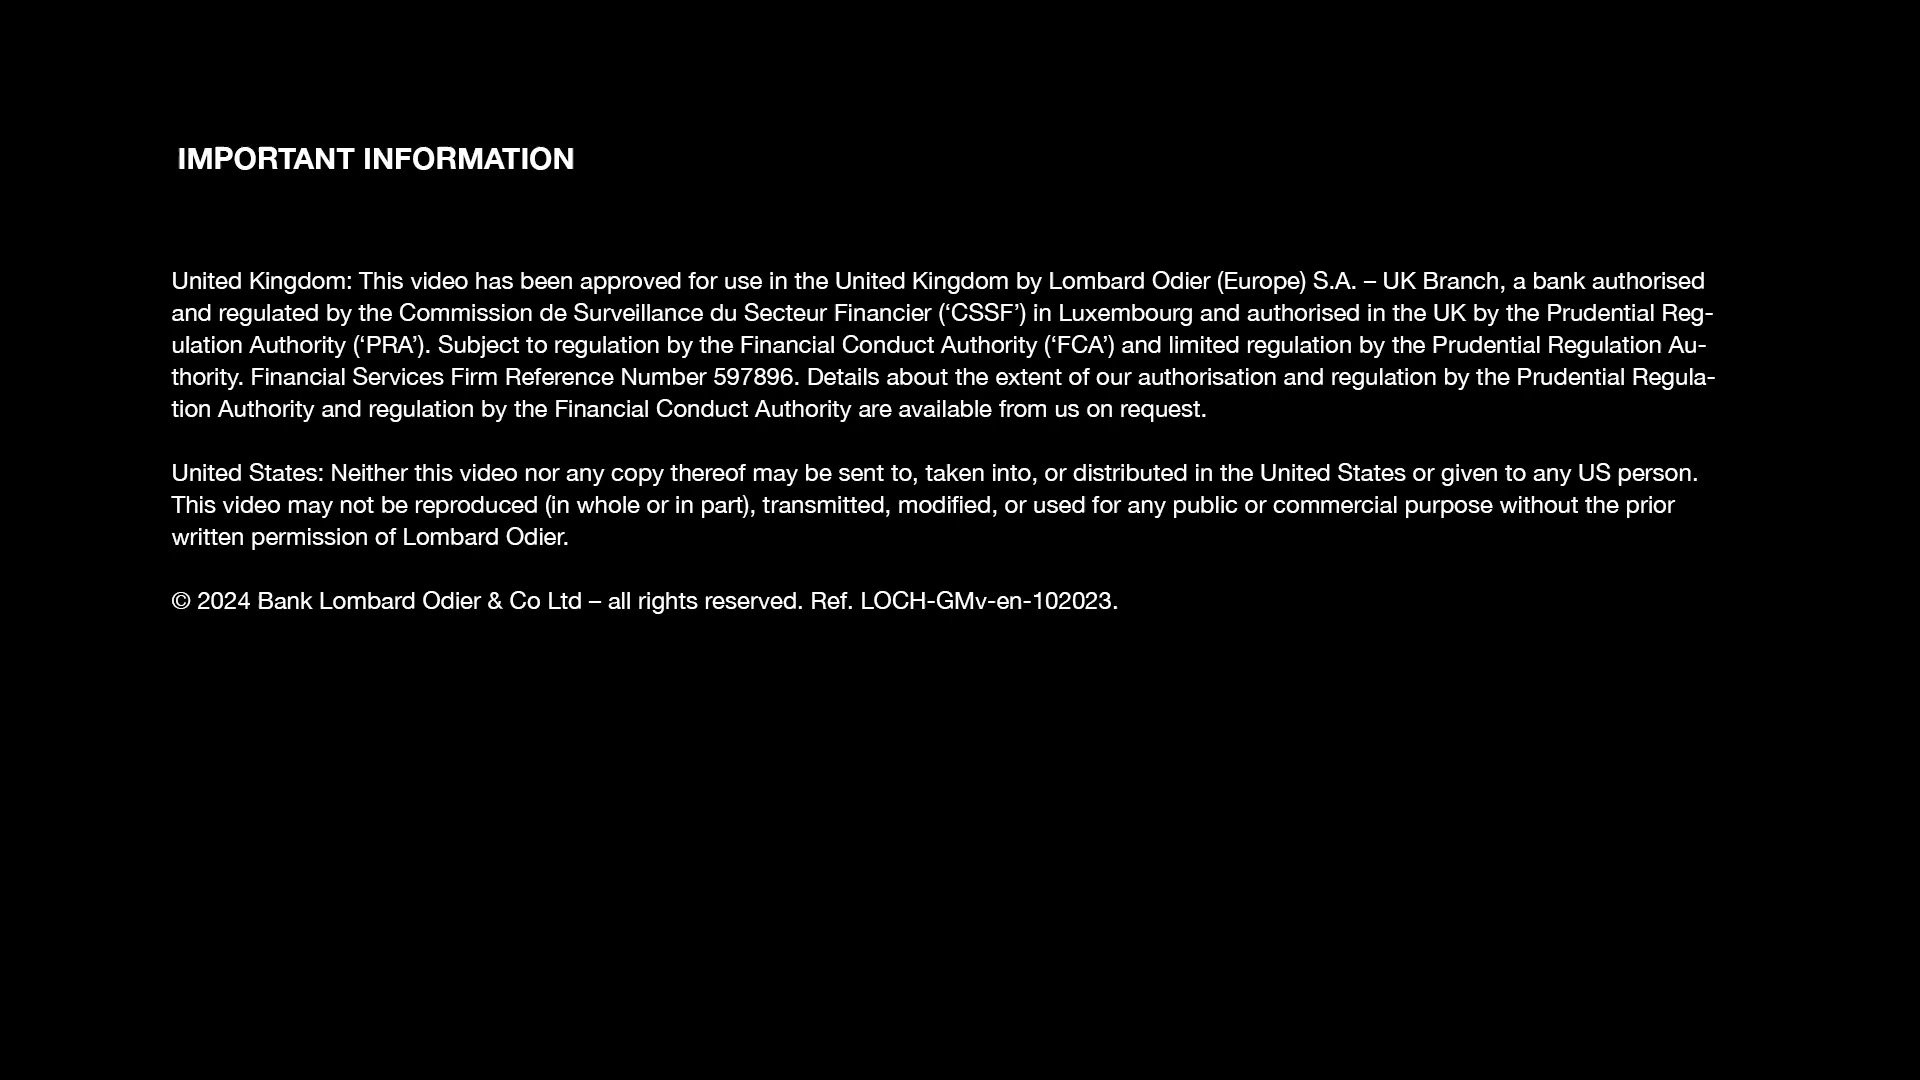 IMPORTANT INFORMATION
United Kingdom: This video has been approved for use in the United Kingdom by Lombard Odier (Europe) S.A. – UK Branch, a bank authorised
and regulated by the Commission de Surveillance du Secteur Financier (‘CSSF’) in Luxembourg and authorised in the UK by the Prudential Reg-
ulation Authority (‘PRA’). Subject to regulation by the Financial Conduct Authority (‘FCA’) and limited regulation by the Prudential Regulation Au-
thority. Financial Services Firm Reference Number 597896. Details about the extent of our authorisation and regulation by the Prudential Regula-
tion Authority and regulation by the Financial Conduct Authority are available from us on request.
United States: Neither this video nor any copy thereof may be sent to, taken into, or distributed in the United States or given to any US person.
This video may not be reproduced (in whole or in part), transmitted, modified, or used for any public or commercial purpose without the prior
written permission of Lombard Odier.
© 2024 Bank Lombard Odier & Co Ltd – all rights reserved. Ref. LOCH-GMv-en-102023.